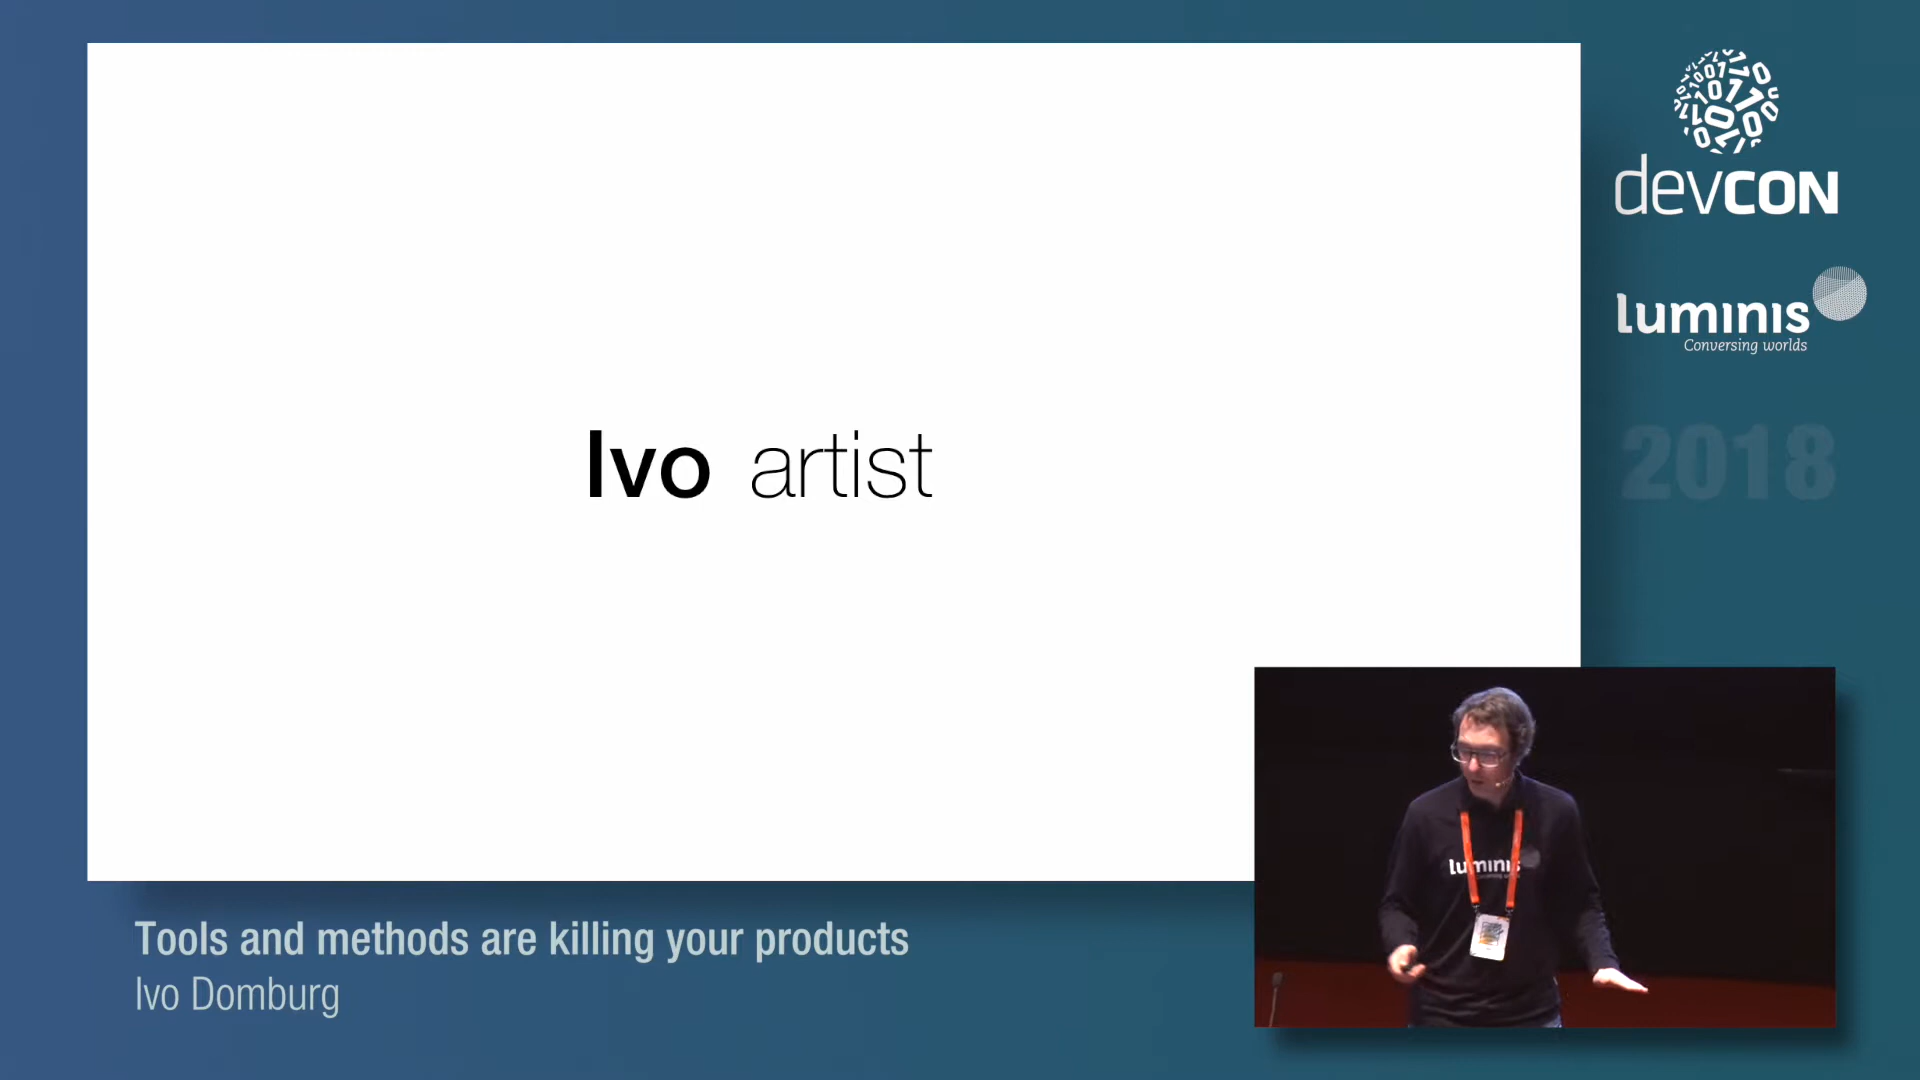 Ivo artist
devcon
luminis
Conversing worlds
2018
luminis
Tools and methods are killing your products
Ivo Domburg